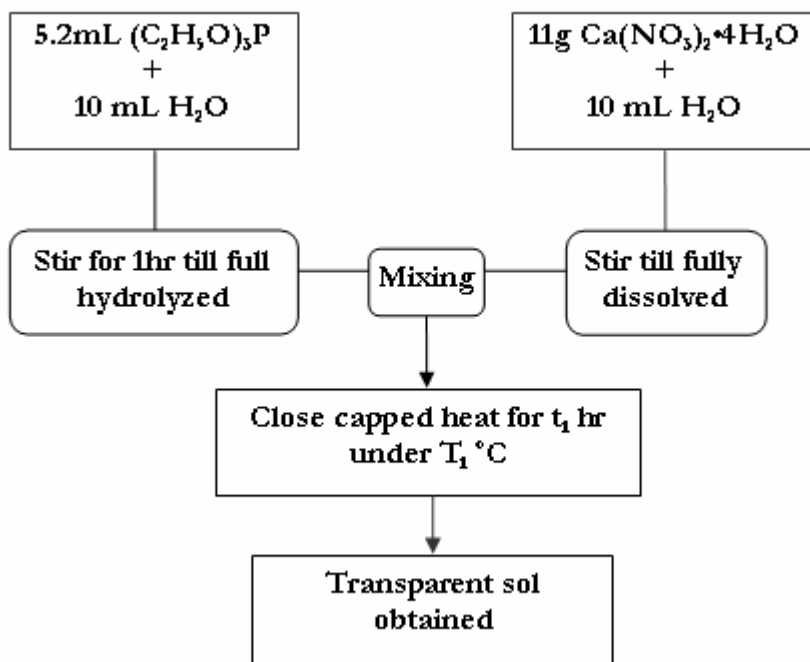 5.2mL (C₂H₅O)₃P
+
10 mL H₂O
11g Ca(NO₃)₂•4H₂O
+
10 mL H₂O
Stir for 1hr till full
hydrolyzed
Mixing
Stir till fully
dissolved
Close capped heat for t₁ hr
under T₁ °C
Transparent sol
obtained